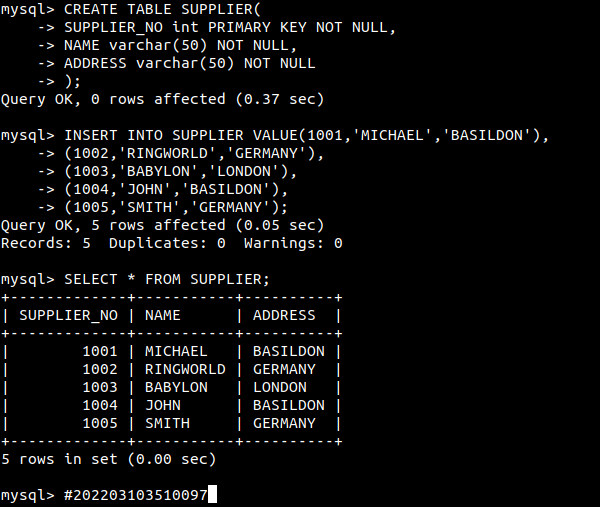 mysql> CREATE TABLE SUPPLIER(
    -> SUPPLIER_NO int PRIMARY KEY NOT NULL,
    -> NAME varchar(50) NOT NULL,
    -> ADDRESS varchar(50) NOT NULL
    -> );
Query OK, 0 rows affected (0.37 sec)

mysql> INSERT INTO SUPPLIER VALUE(1001,'MICHAEL','BASILDON'),
    -> (1002,'RINGWORLD','GERMANY'),
    -> (1003,'BABYLON','LONDON'),
    -> (1004,'JOHN','BASILDON'),
    -> (1005,'SMITH','GERMANY');
Query OK, 5 rows affected (0.05 sec)
Records: 5  Duplicates: 0  Warnings: 0

mysql> SELECT * FROM SUPPLIER;
+-------------+-----------+----------+
| SUPPLIER_NO | NAME      | ADDRESS  |
+-------------+-----------+----------+
|        1001 | MICHAEL   | BASILDON |
|        1002 | RINGWORLD | GERMANY  |
|        1003 | BABYLON   | LONDON   |
|        1004 | JOHN      | BASILDON |
|        1005 | SMITH     | GERMANY  |
+-------------+-----------+----------+
5 rows in set (0.00 sec)

mysql> #202203103510097